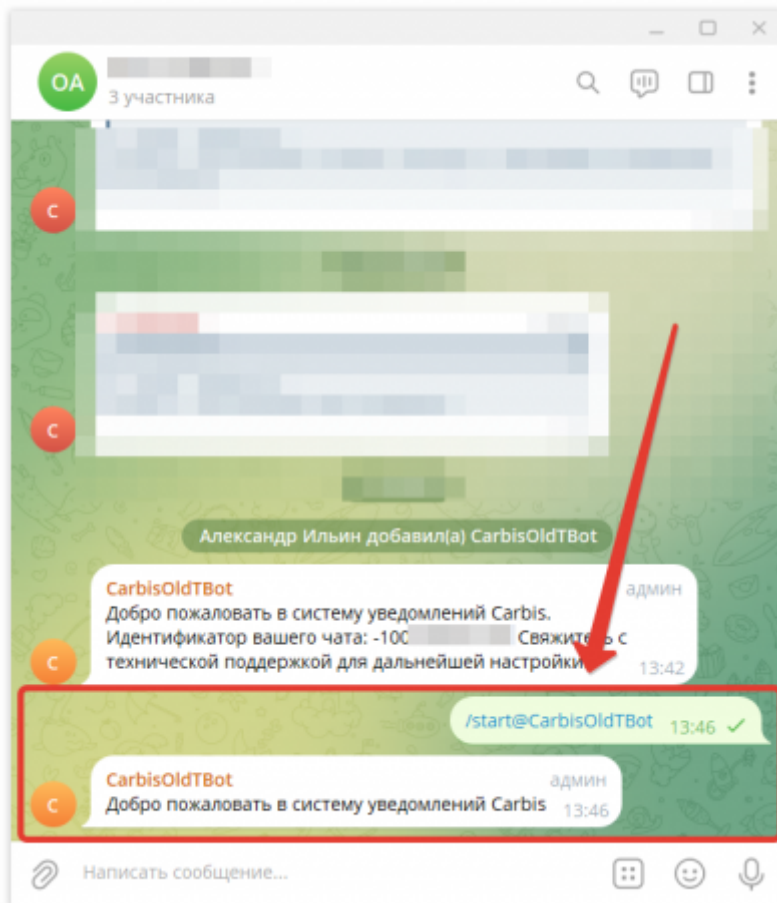 OA
3 участника
C
C
Александр Ильин добавил(а) CarbisOldTBot
CarbisOldTBot админ
Добро пожаловать в систему уведомлений Carbis.
Идентификатор вашего чата: -100 Свяжитесь с
технической поддержкой для дальнейшей настройки
13:42
C
/start@CarbisOldTBot 13:46
CarbisOldTBot админ
Добро пожаловать в систему уведомлений Carbis 13:46
C
Написать сообщение...